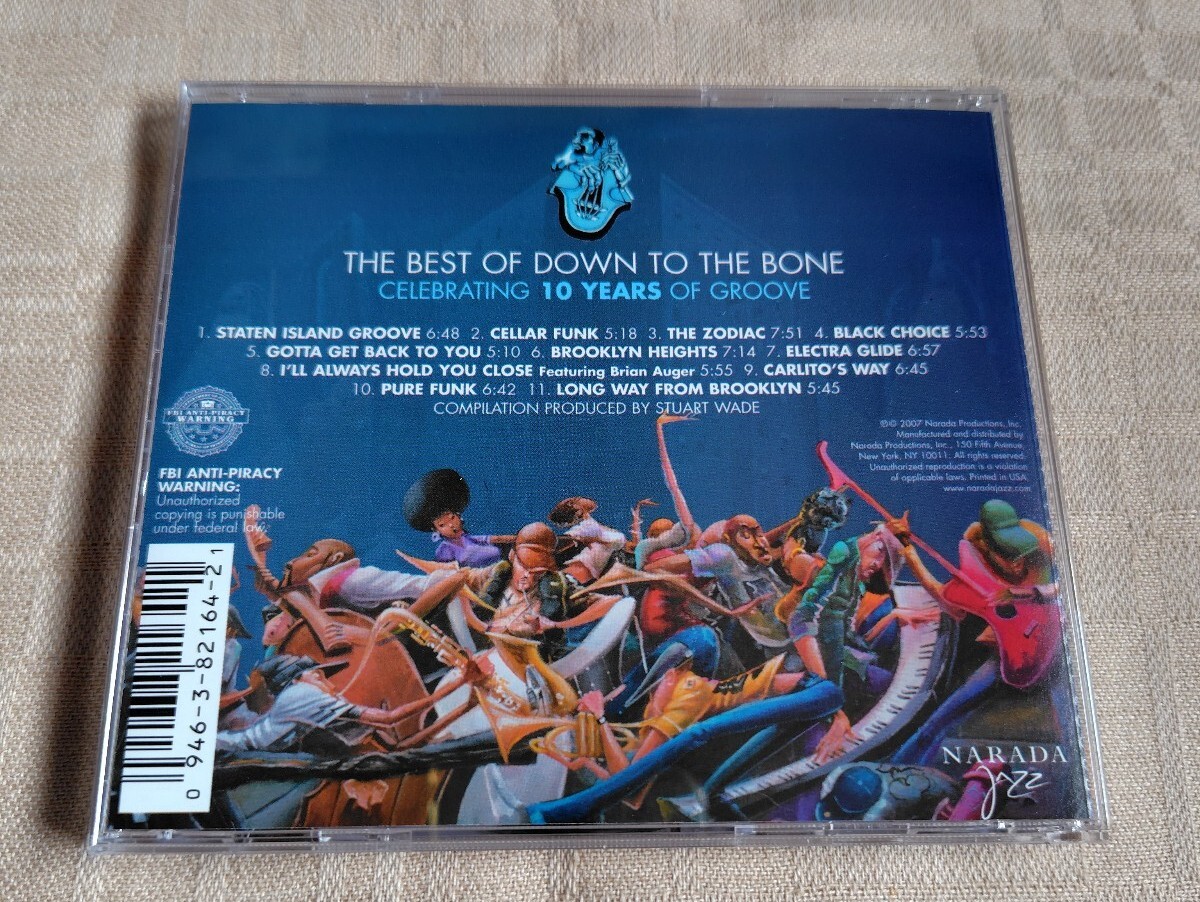 THE BEST OF DOWN TO THE BONE
CELEBRATING 10 YEARS OF GROOVE
1. STATEN ISLAND GROOVE 6:48 2. CELLAR FUNK 5:18 3. THE ZODIAC 7:51 4. BLACK CHOICE 5:53
5. GOTTA GET BACK TO YOU 5:10 6. BROOKLYN HEIGHTS 7:14 7. ELECTRA GLIDE 6:57
8. I'LL ALWAYS HOLD YOU CLOSE Featuring Brian Auger 5:55 9. CARLITO'S WAY 6:45
10. PURE FUNK 6:42 11. LONG WAY FROM BROOKLYN 5:45
COMPILATION PRODUCED BY STUART WADE
FBI ANTI-PIRACY
WARNING
FBI ANTI-PIRACY
WARNING:
Unauthorized
copying is punishable
under federal law.
℗© 2007 Narada Productions, Inc.
Manufactured and distributed by
Narada Productions, Inc., 150 Fifth Avenue,
New York, NY 10011. All rights reserved.
Unauthorized reproduction is a violation
of applicable laws. Printed in USA.
www.naradajazz.com
0 946-3-82164-2 1
NARADA
Jazz